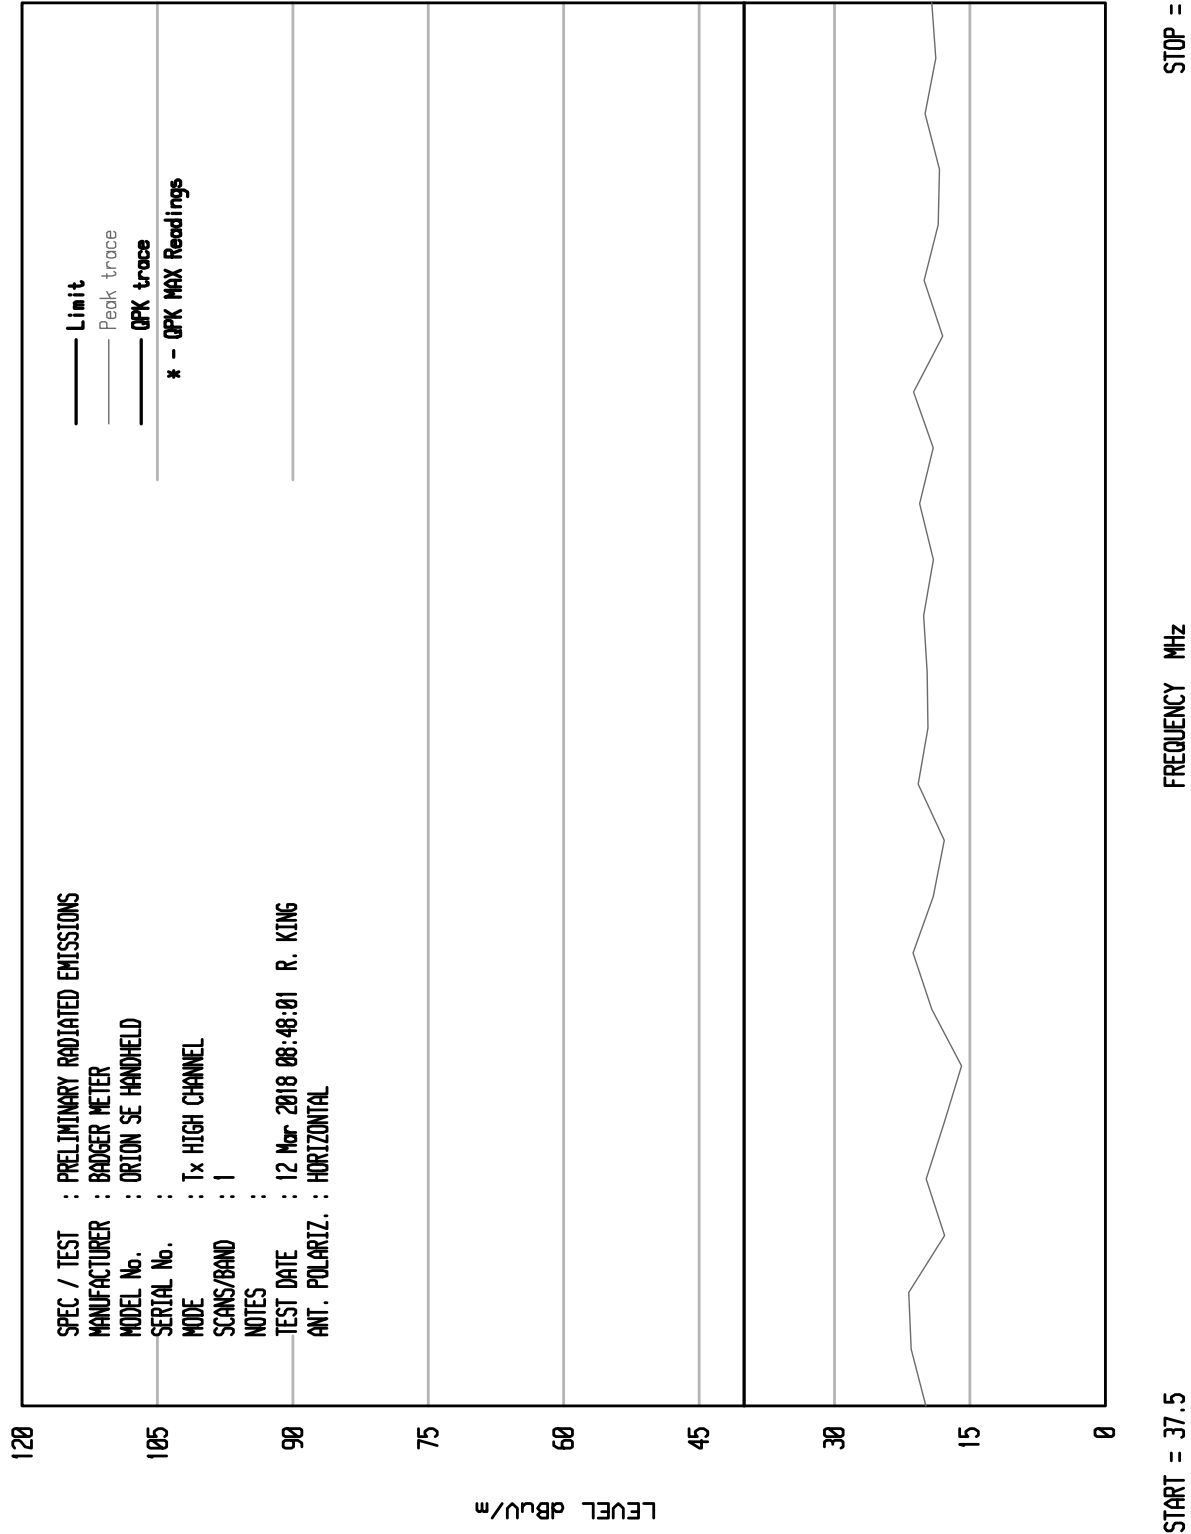 SPEC / TEST : PRELIMINARY RADIATED EMISSIONS
MANUFACTURER : BADGER METER
MODEL No. : ORION SE HANDHELD
SERIAL No. :
MODE : Tx HIGH CHANNEL
SCANS/BAND : 1
NOTES :
TEST DATE : 12 Mar 2018 08:48:01 R. KING
ANT. POLARIZ. : HORIZONTAL
Limit
Peak trace
QPK trace
* - QPK MAX Readings
120
105
90
75
60
45
30
15
0
LEVEL dBuV/m
START = 37.5
FREQUENCY MHz
STOP =